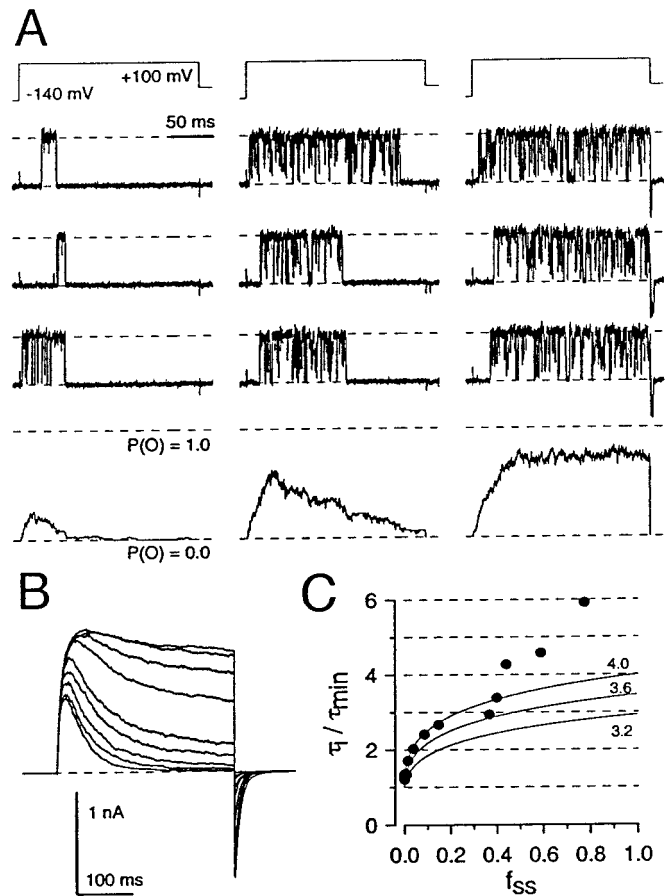 A
+100 mV
-140 mV
50 ms
P(O) = 1.0
P(O) = 0.0
B
1 nA
100 ms
C
6
5
4
2
0
4.0
3.6
3.2
τi / τmin
0.0 0.2 0.4 0.6 0.8 1.0
fSS